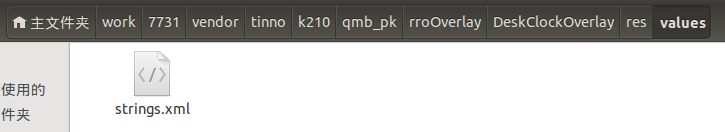 主文件夹 work 7731 vendor tinno k210 qmb_pk rroOverlay DeskClockOverlay res values
使用的
件夹
strings.xml